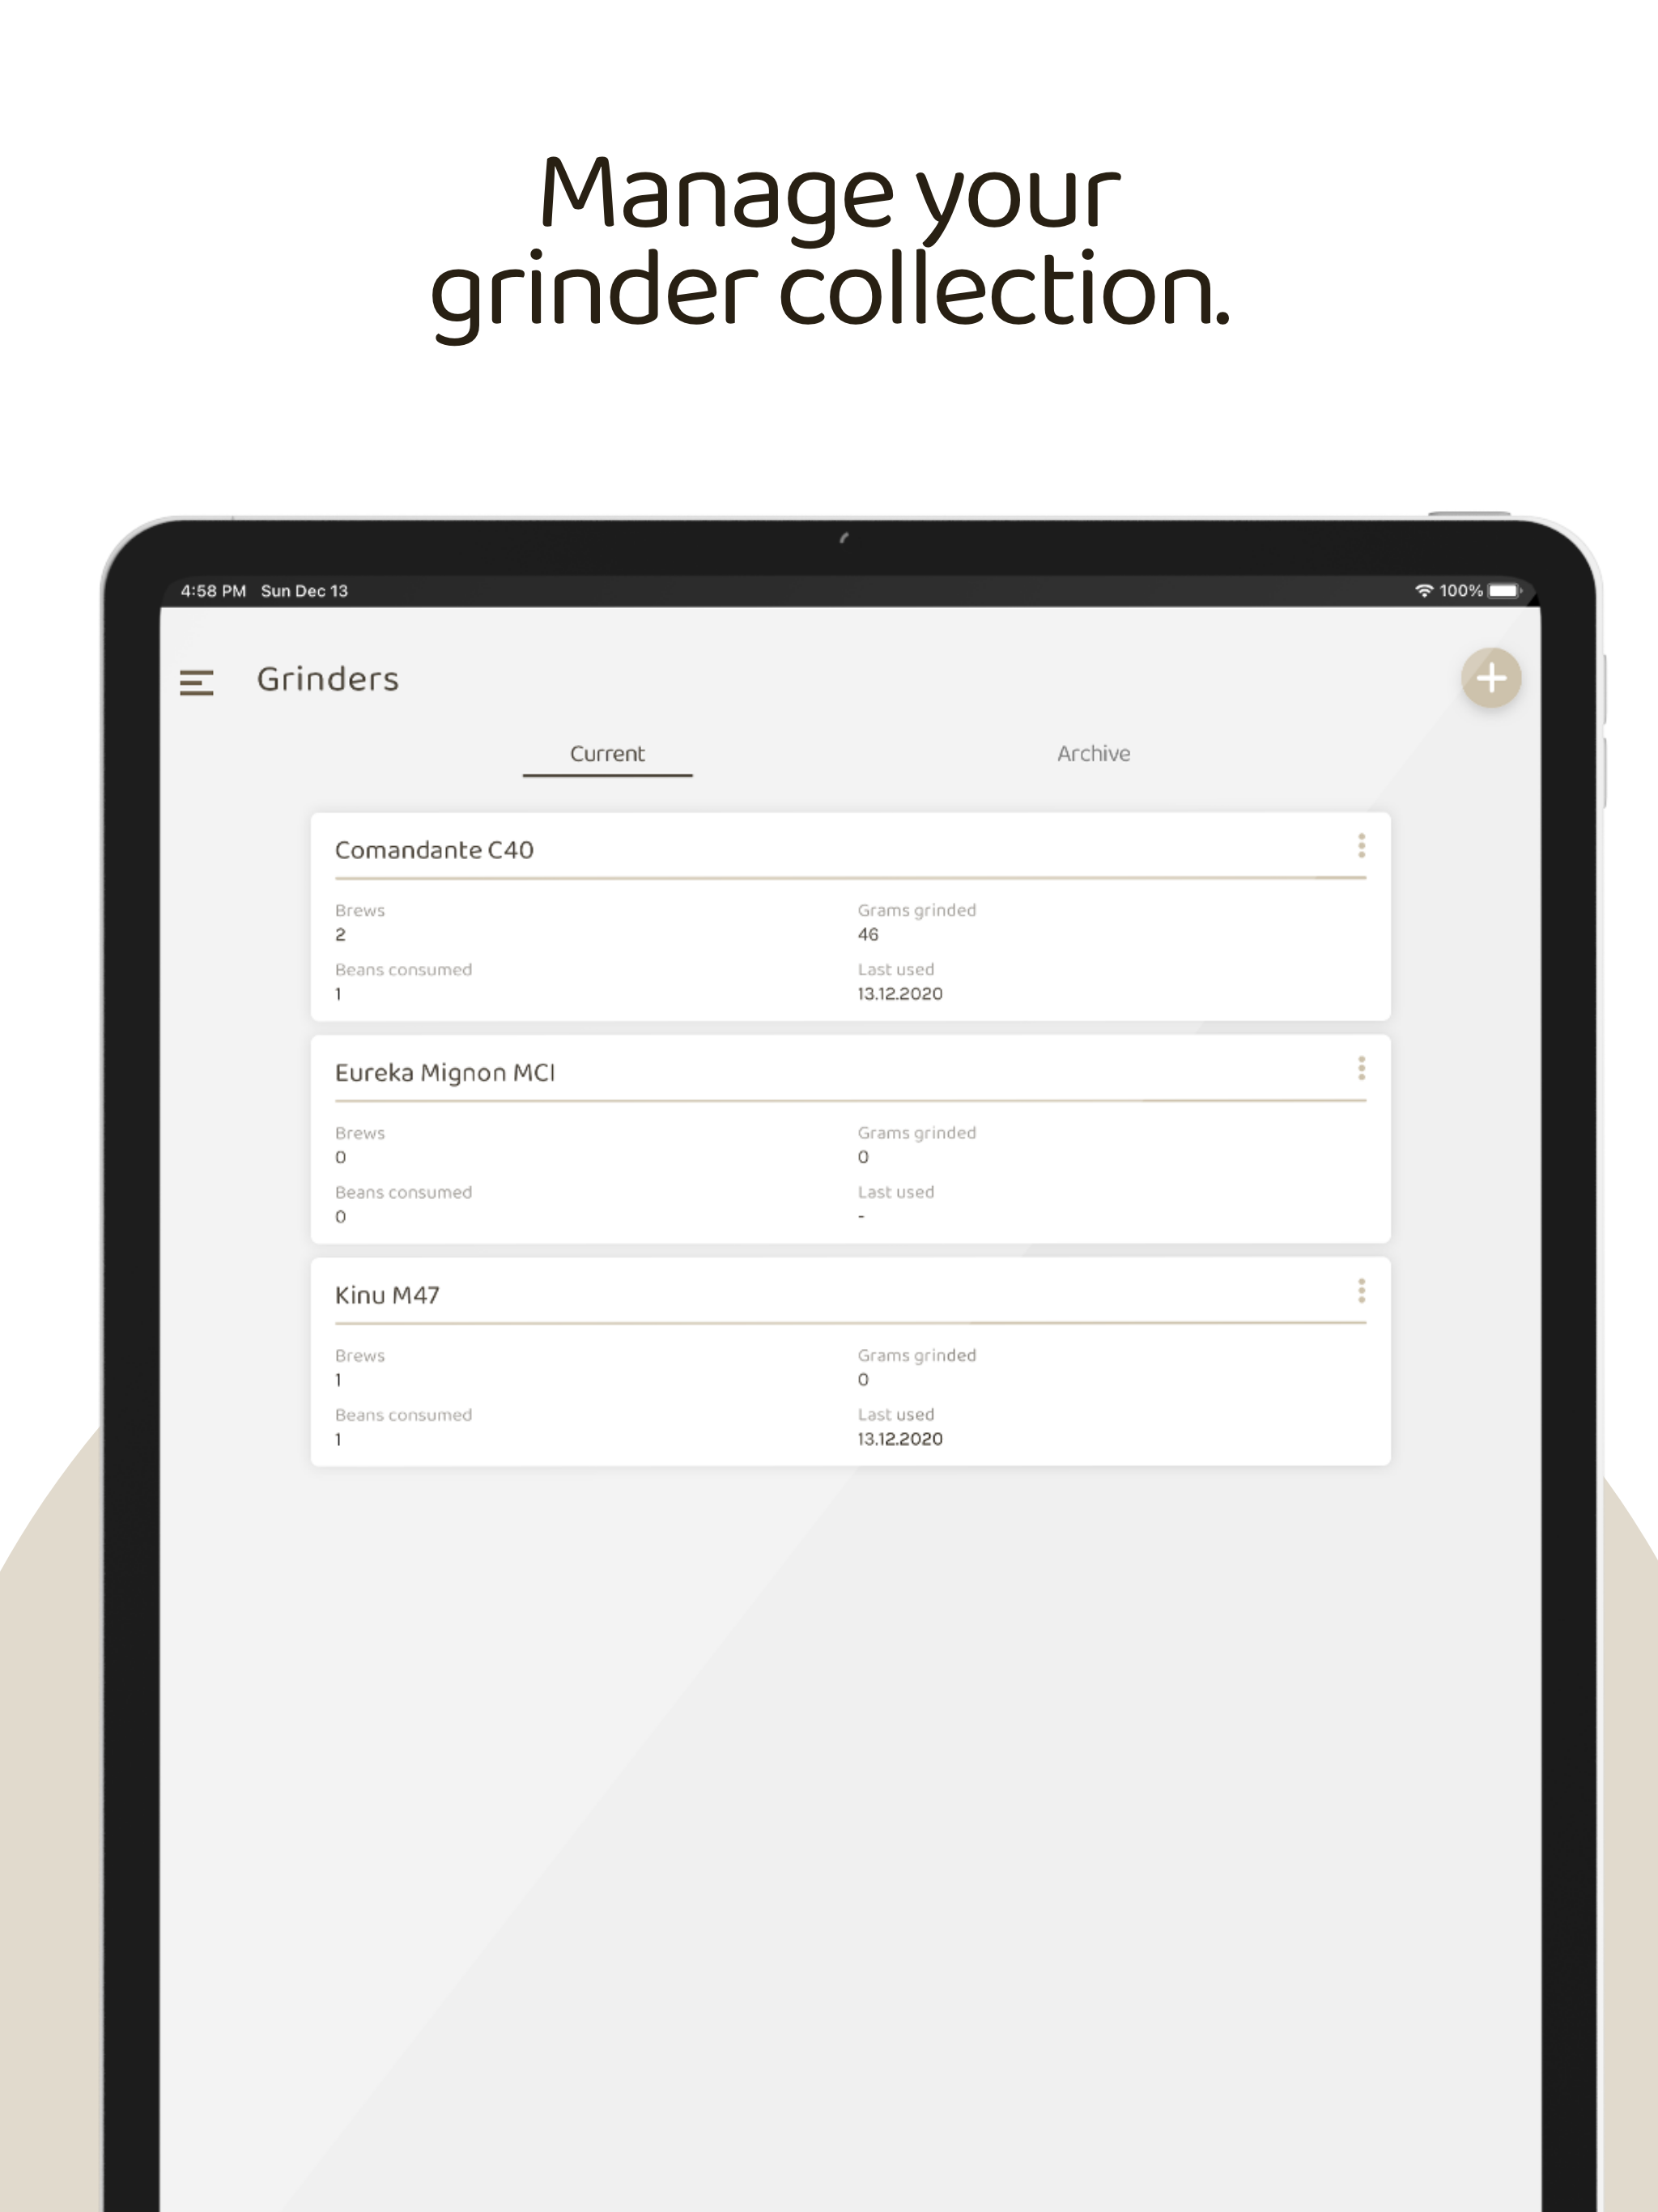 Manage your
grinder collection.
4:58 PM Sun Dec 13 100%
Grinders
Current Archive
Comandante C40
Brews Grams grinded
2 46
Beans consumed Last used
1 13.12.2020
Eureka Mignon MCI
Brews Grams grinded
0 0
Beans consumed Last used
0 -
Kinu M47
Brews Grams grinded
1 0
Beans consumed Last used
1 13.12.2020